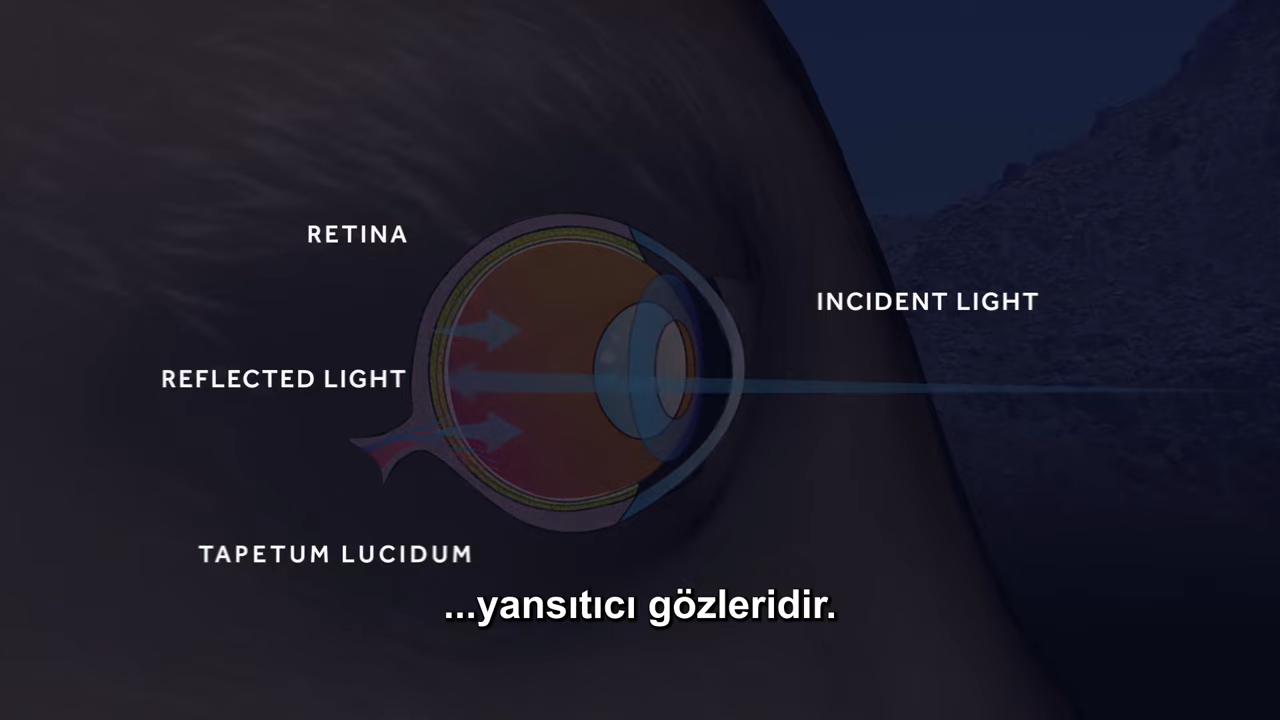 RETINA
INCIDENT LIGHT
REFLECTED LIGHT
TAPETUM LUCIDUM
...yansıtıcı gözleridir.